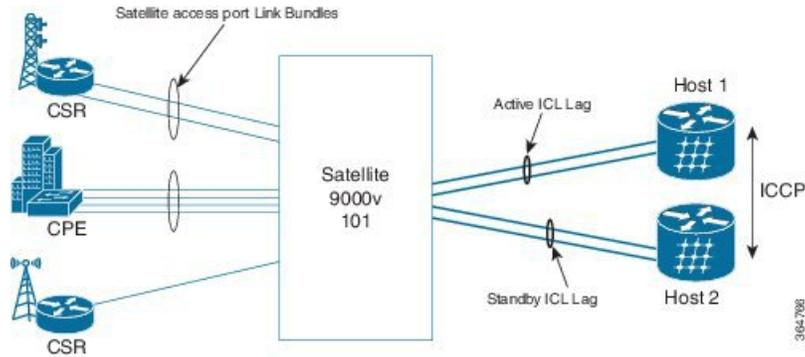 Satellite access port Link Bundles
CSR
CPE
CSR
Satellite
9000v
101
Active ICL Lag
Standby ICL Lag
Host 1
ICCP
Host 2
364766